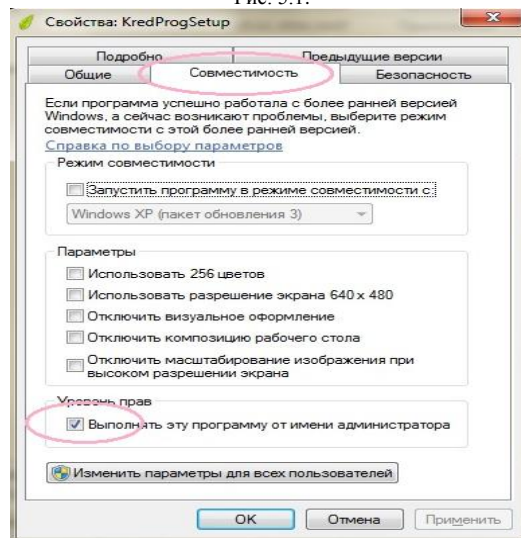 Рис. 5.1.
Свойства: KredProgSetup
Подробно Предыдущие версии
Общие Совместимость Безопасность
Если программа успешно работала с более ранней версией
Windows, а сейчас возникают проблемы, выберите режим
совместимости с этой более ранней версией.
Справка по выбору параметров
Режим совместимости
Запустить программу в режиме совместимости с:
Windows XP (пакет обновления 3)
Параметры
Использовать 256 цветов
Использовать разрешение экрана 640 x 480
Отключить визуальное оформление
Отключить композицию рабочего стола
Отключить масштабирование изображения при
высоком разрешении экрана
Уровень прав
Выполнять эту программу от имени администратора
Изменить параметры для всех пользователей
OK Отмена Применить